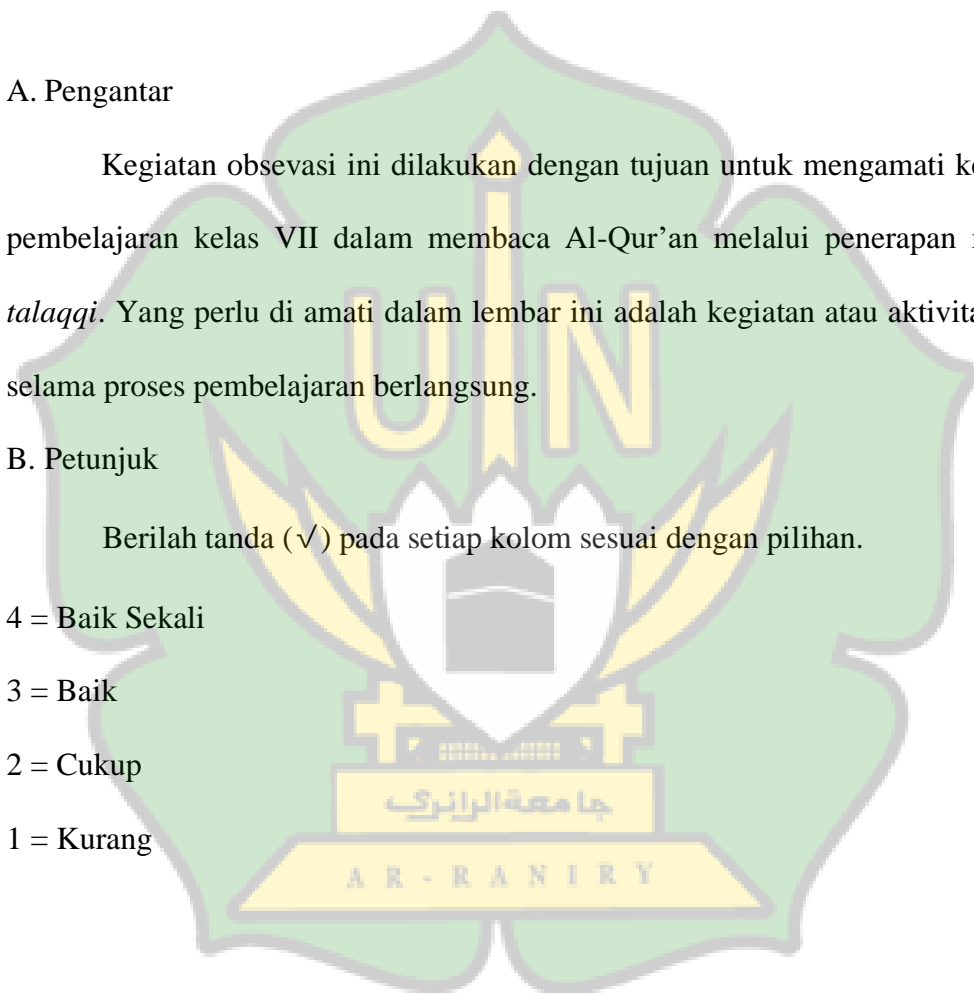 A. Pengantar
Kegiatan obsevasi ini dilakukan dengan tujuan untuk mengamati
pembelajaran kelas VII dalam membaca Al-Qur’an melalui penerapan
talaqqi. Yang perlu di amati dalam lembar ini adalah kegiatan atau
selama proses pembelajaran berlangsung.
B. Petunjuk
Berilah tanda (√) pada setiap kolom sesuai dengan pilihan.
4 = Baik Sekali
3 = Baik
2 = Cukup
1 = Kurang
UIN
جامعة الرانري
AR-RANIRY